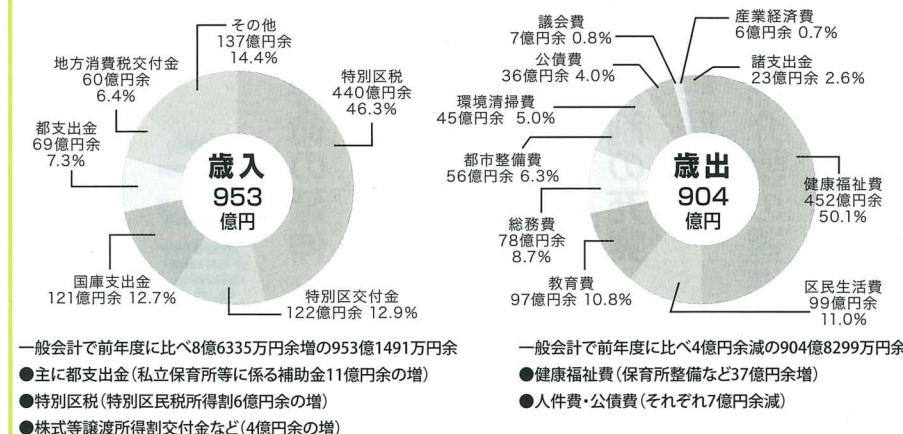 その他
137億円余
14.4%
地方消費税交付金
60億円余
6.4%
都支出金
69億円余
7.3%
国庫支出金
121億円余 12.7%
特別区交付金
122億円余 12.9%
特別区税
440億円余
46.3%
歳入
953
億円
議会費
7億円余 0.8%
公債費
36億円余 4.0%
環境清掃費
45億円余 5.0%
都市整備費
56億円余 6.3%
総務費
78億円余
8.7%
教育費
97億円余 10.8%
区民生活費
99億円余
11.0%
健康福祉費
452億円余
50.1%
諸支出金
23億円余 2.6%
産業経済費
6億円余 0.7%
歳出
904
億円
一般会計で前年度に比べ8億6335万円余増の953億1491万円余
●主に都支出金(私立保育所等に係る補助金11億円余の増)
●特別区税(特別区民税所得割6億円余の増)
●株式等譲渡所得割交付金など(4億円余の増)
一般会計で前年度に比べ4億円余減の904億8299万円余
●健康福祉費(保育所整備など37億円余増)
●人件費・公債費(それぞれ7億円余減)